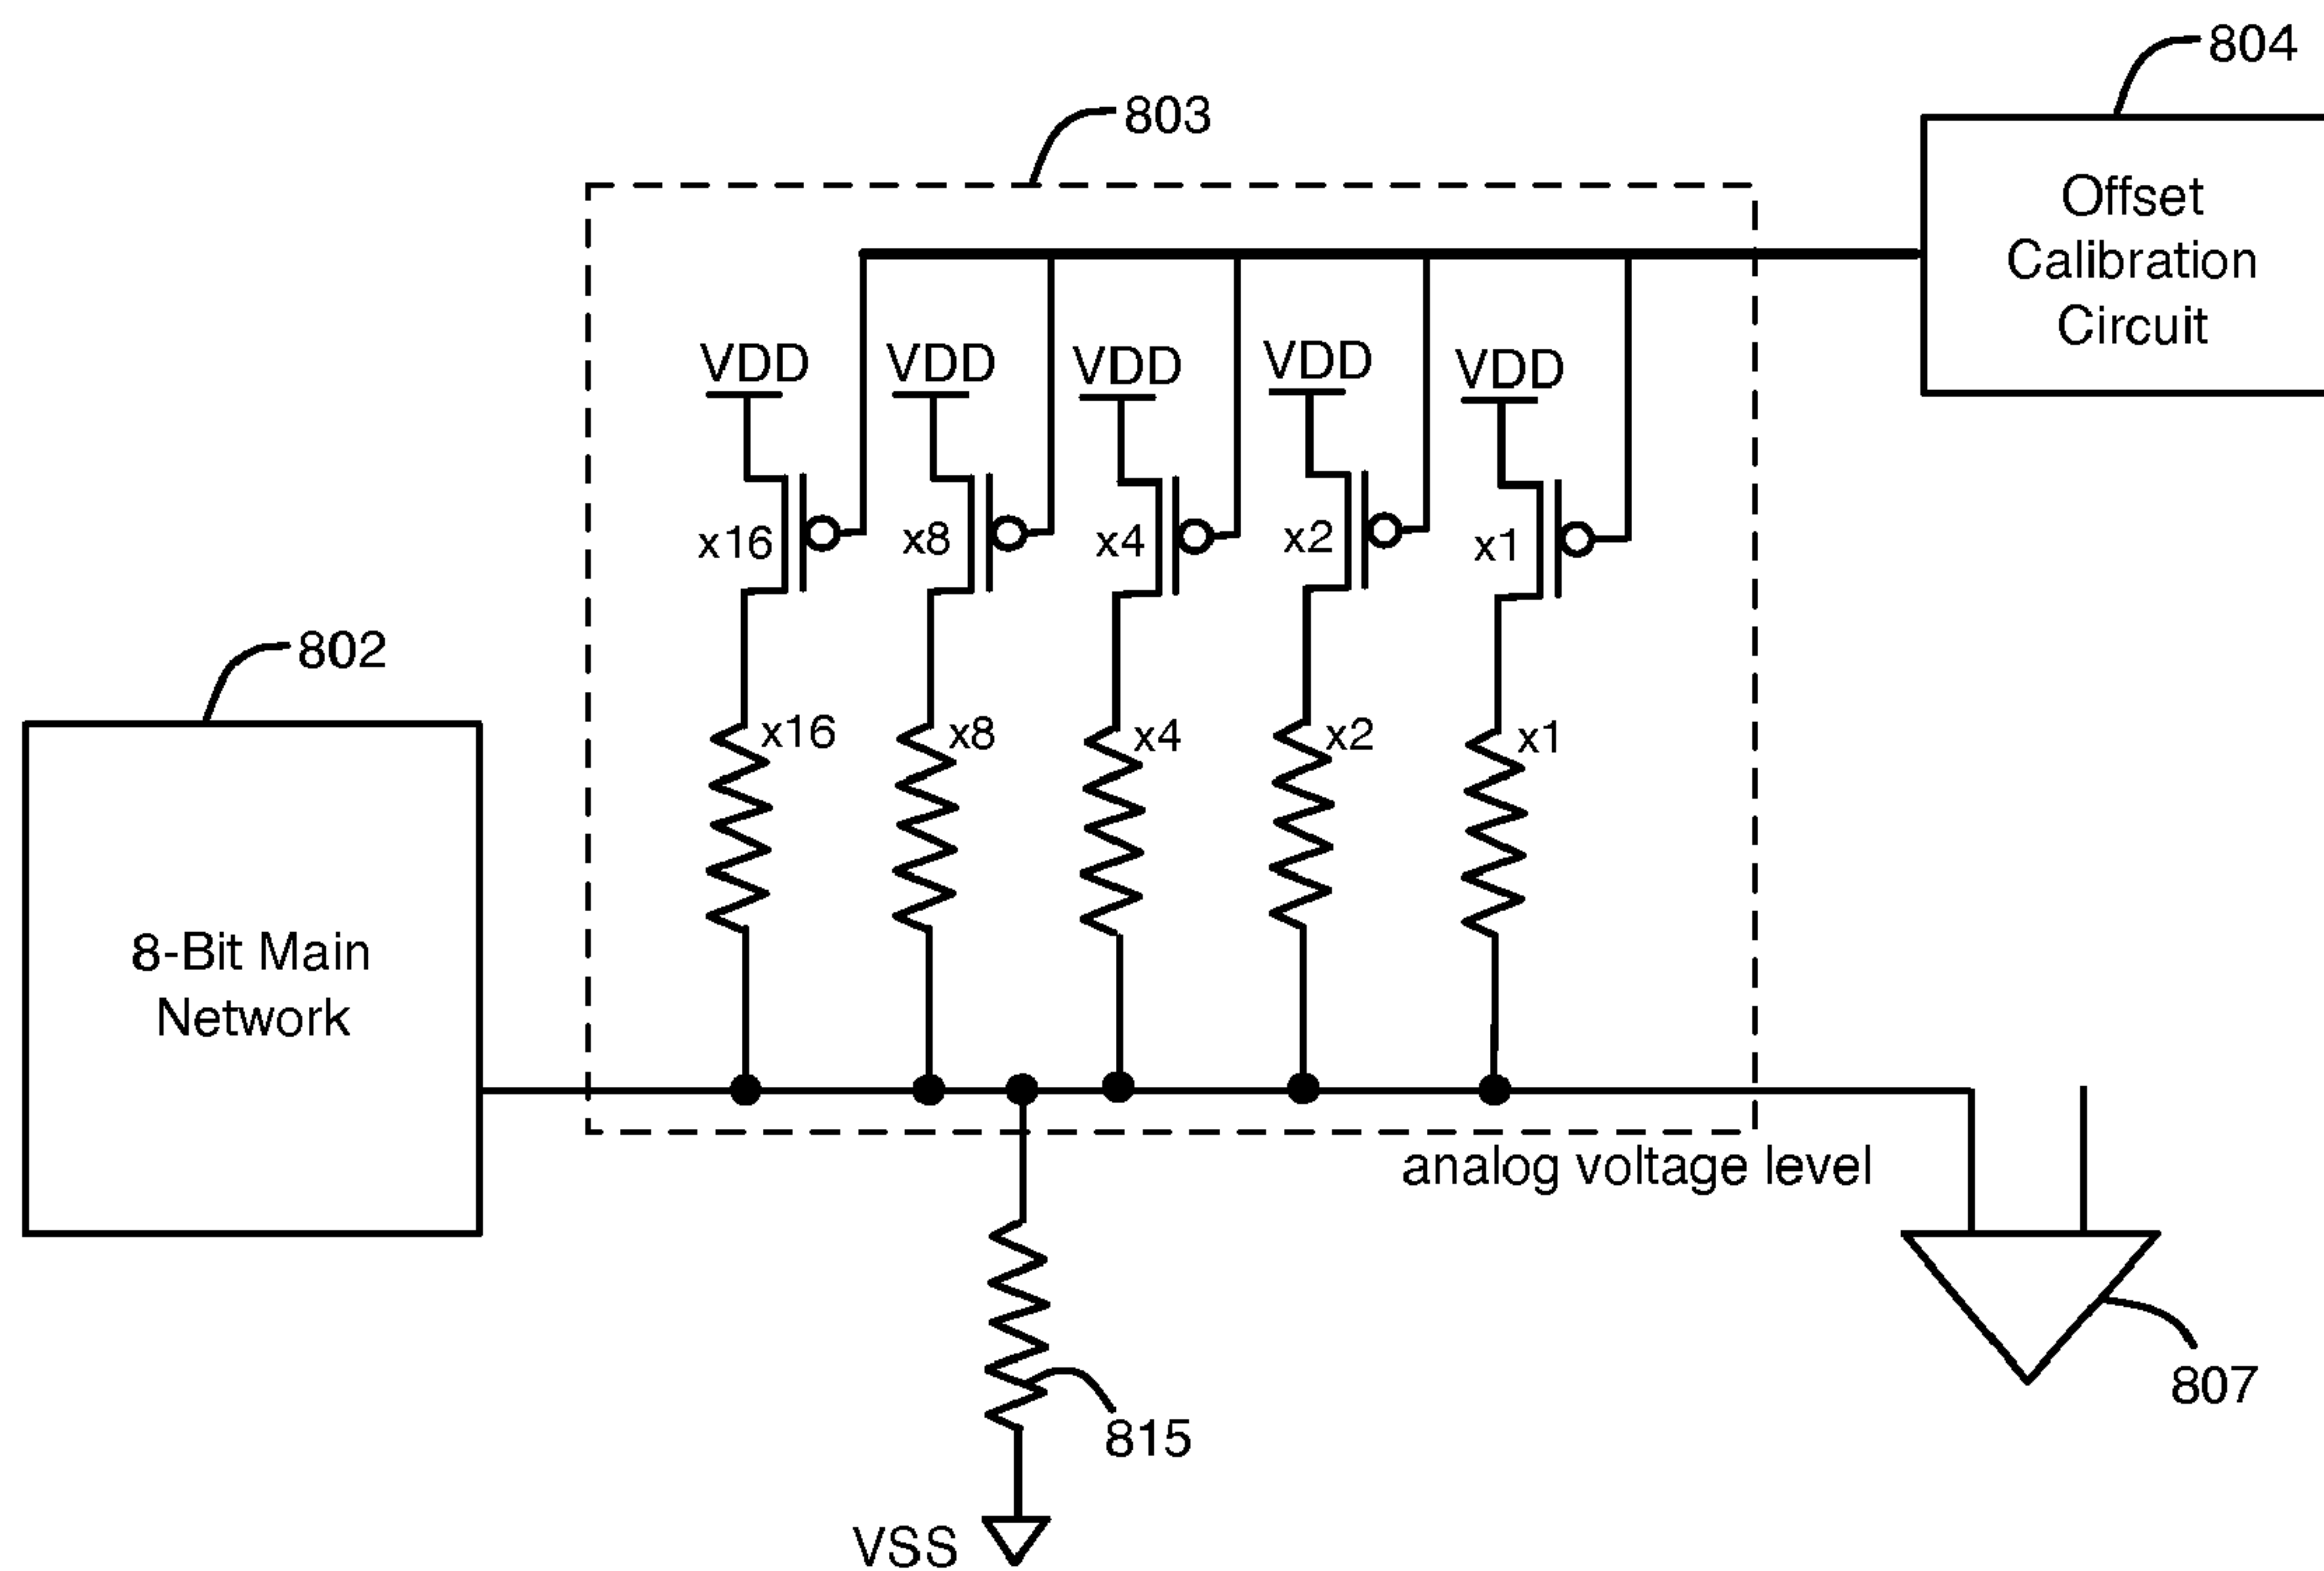 804
803
Offset
Calibration
Circuit
VDD VDD VDD VDD VDD
x16 x8 x4 x2 x1
802
x16 x8 x4 x2 x1
8-Bit Main
Network
analog voltage level
807
815
VSS